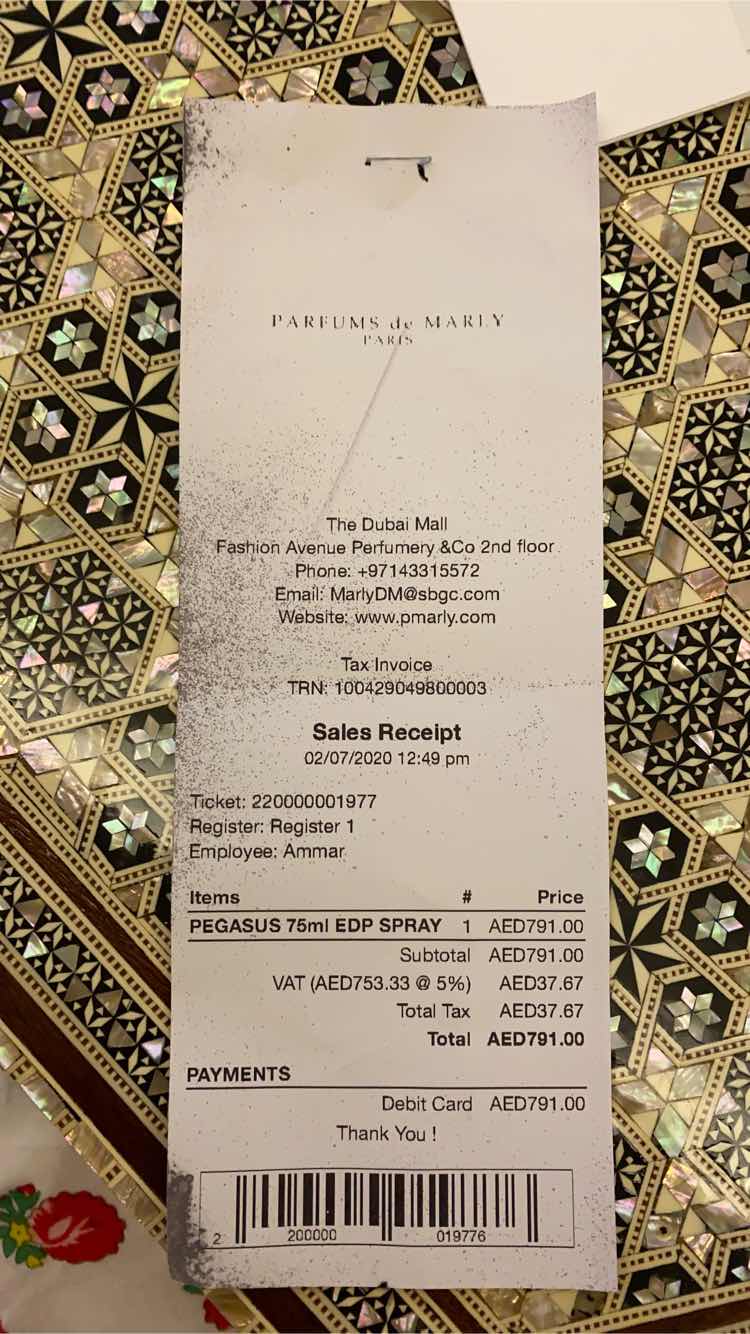 PARFUMS de MARLY
PARIS
The Dubai Mall
Fashion Avenue Perfumery &Co 2nd floor
Phone: +97143315572
Email: MarlyDM@sbgc.com
Website: www.pmarly.com
Tax Invoice
TRN: 100429049800003
Sales Receipt
02/07/2020 12:49 pm
Ticket: 220000001977
Register: Register 1
Employee: Ammar
Items # Price
PEGASUS 75ml EDP SPRAY 1 AED791.00
Subtotal AED791.00
VAT (AED753.33 @ 5%) AED37.67
Total Tax AED37.67
Total AED791.00
PAYMENTS
Debit Card AED791.00
Thank You !
2 200000 019776